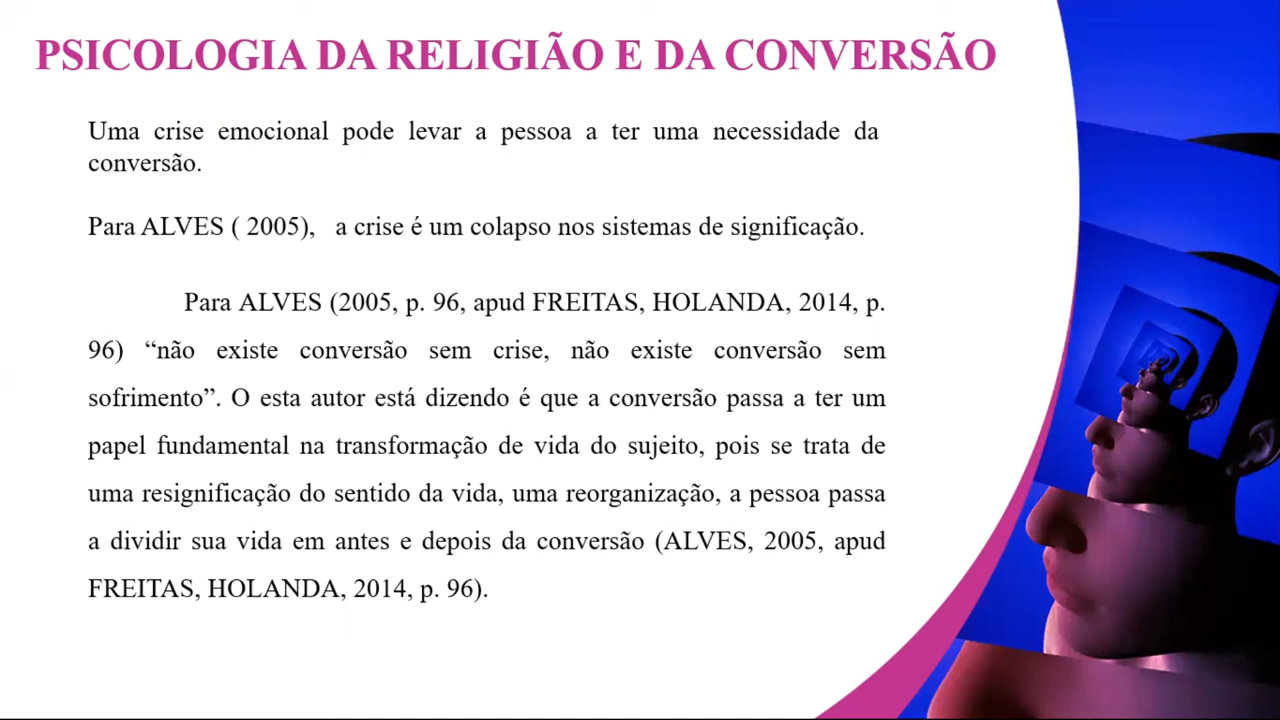 PSICOLOGIA DA RELIGIÃO E DA CONVERSÃO
Uma crise emocional pode levar a pessoa a ter uma necessidade da
conversão.
Para ALVES ( 2005), a crise é um colapso nos sistemas de significação.
Para ALVES (2005, p. 96, apud FREITAS, HOLANDA, 2014, p.
96) “não existe conversão sem crise, não existe conversão sem
sofrimento”. O esta autor está dizendo é que a conversão passa a ter um
papel fundamental na transformação de vida do sujeito, pois se trata de
uma resignificação do sentido da vida, uma reorganização, a pessoa passa
a dividir sua vida em antes e depois da conversão (ALVES, 2005, apud
FREITAS, HOLANDA, 2014, p. 96).